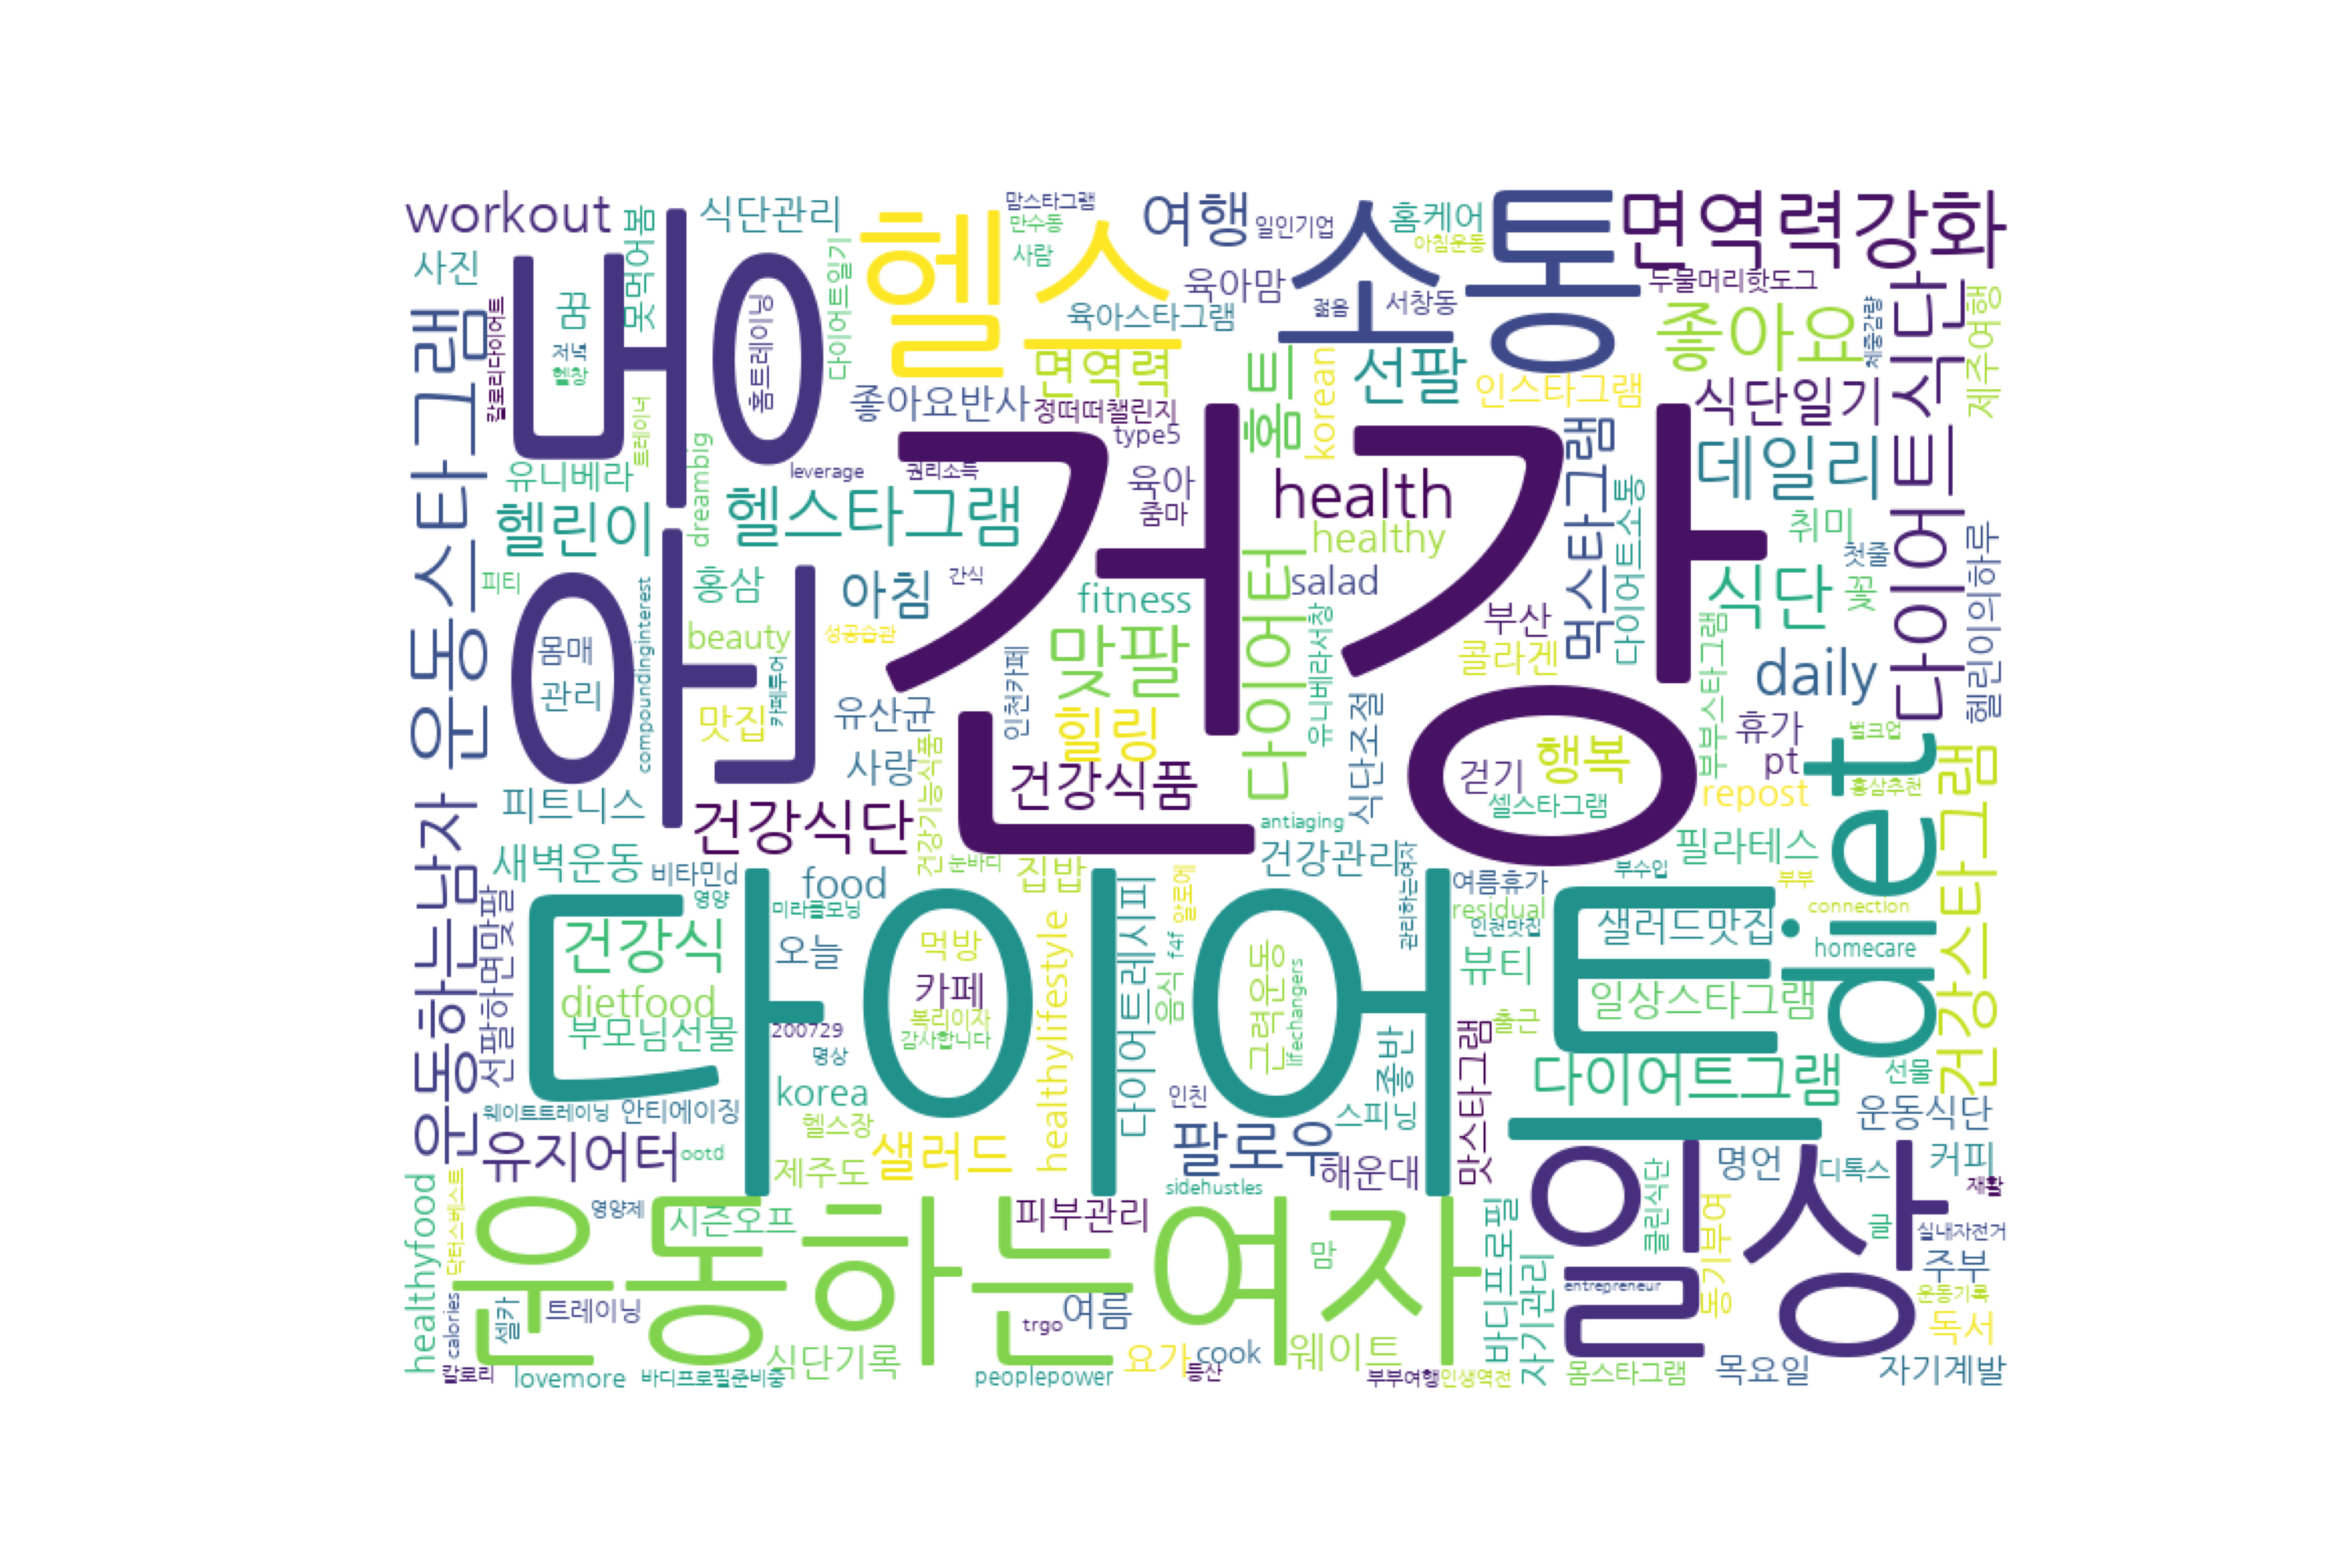 workout
식단관리
맘스타그램
만수동
사람
여행
일인기업
홈케어
아침운동
면역력강화
사진
못먹어봄
다이어트일기
헬스
육아맘
소통
두물머리핫도그
운동스타그램
칼로리다이어트
꿈
저녁
헬창
홈트레이닝
육아스타그램
젊음
서창동
좋아요
체중감량
다이어트식단
제주여행
면역력
홈트
korean
선팔
인스타그램
식단일기
트레이너
좋아요반사
정떠떠챌린지
type5
유니베라
dreambig
leverage
권리소득
육아
줌마
health
healthy
먹스타그램
다이어트소통
데일리
취미
첫줄
헬린이
헬스타그램
건강
피티
운동
compoundinginterest
홍삼
아침
간식
fitness
다이어터
salad
식단
꽃
헬린이의하루
몸매
관리
beauty
성공습관
맞팔
유니베라서창
부산
콜라겐
부부스타그램
daily
맛집
카페투어
유산균
인천카페
힐링
식단조절
휴가
벌크업
사랑
건강식품
걷기
행복
pt
diet
피트니스
건강식단
건강기능식품
antiaging
셀스타그램
repost
홍삼추천
건강스타그램
운동하는남자
새벽운동
비타민d
food
눈바디
집밥
건강관리
관리하는여자
부수입
필라테스
부부
선팔하면맞팔
영양
미라클모닝
다이어트
다이어트레시피
알로에
여름휴가
residual
인천맛집
connection
건강식
오늘
먹방
healthylifestyle
f4f
음식
근력운동
lifechangers
뷰티
샐러드맛집
homecare
dietfood
카페
복리이자
감사합니다
일상스타그램
부모님선물
200729
명상
좋반
출근
다이어트그램
선물
웨이트트레이닝
안티에이징
korea
헬스장
인친
스피닝
맛스타그램
운동식단
유지어터
ootd
제주도
샐러드
팔로우
해운대
일상
명언
디톡스
커피
재활
healthyfood
닥터스베스트
sidehustles
운동하는여자
영양제
시즌오프
피부관리
맘
바디프로필
클린식단
동기부여
글
실내자전거
calories
셀카
트레이닝
trgo
여름
자기관리
entrepreneur
주부
운동기록
독서
칼로리
lovemore
바디프로필준비중
식단기록
peoplepower
요가
cook
등산
웨이트
부부여행
인생역전
몸스타그램
목요일
자기계발